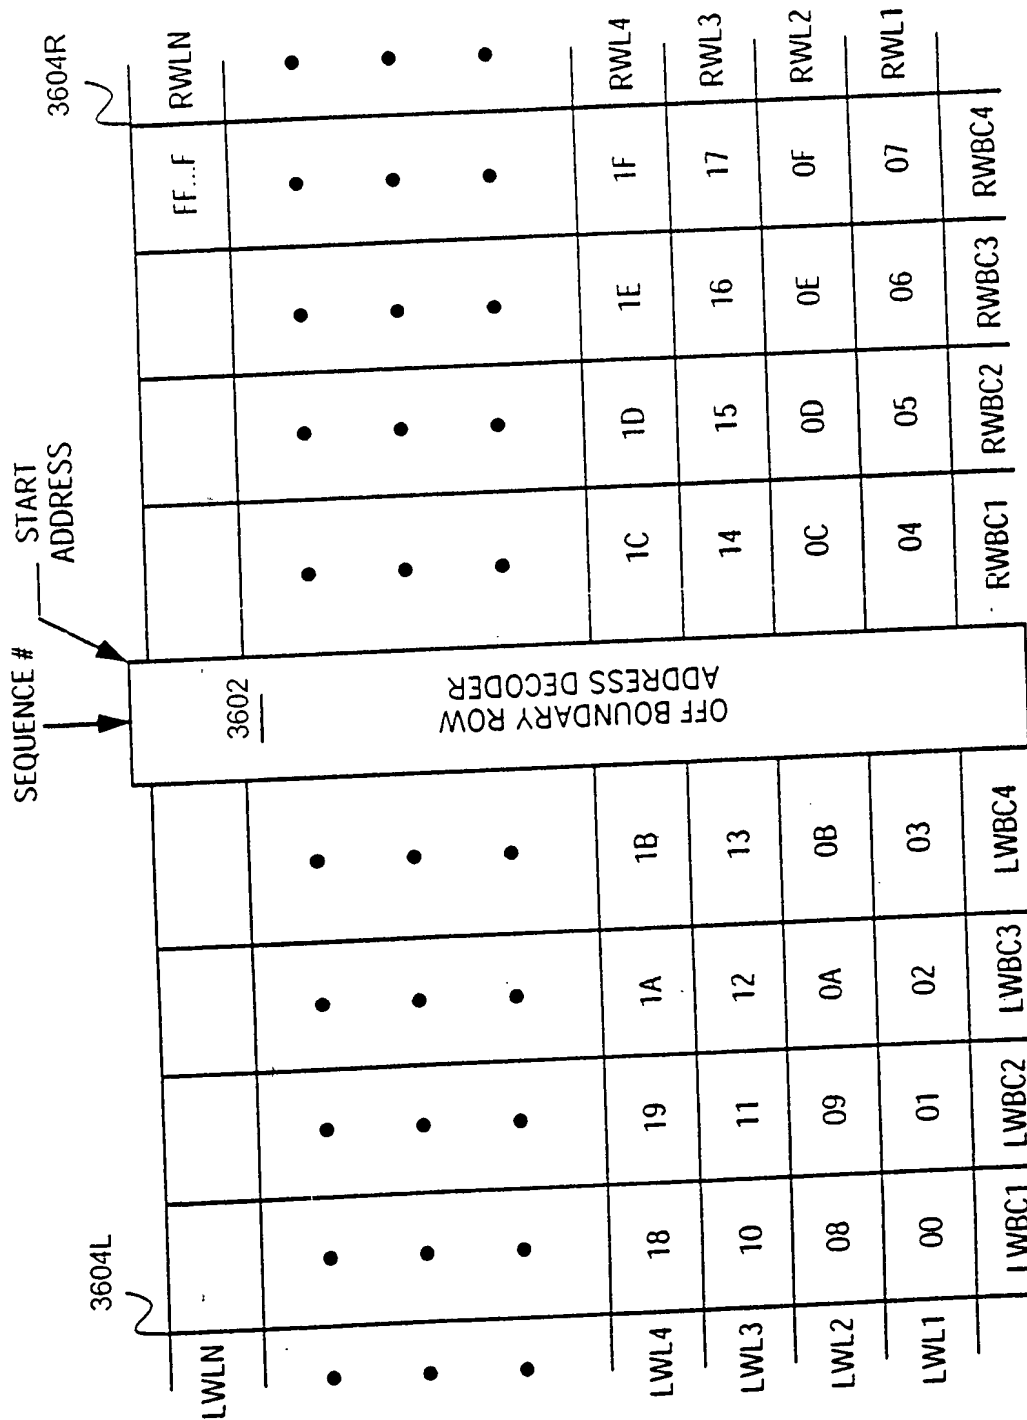 SEQUENCE #
START
ADDRESS
3604L
3604R
LWLN FF...F RWLN
3602
OFF BOUNDARY ROW
ADDRESS DECODER
LWL4 18 19 1A 1B 1C 1D 1E 1F RWL4
LWL3 10 11 12 13 14 15 16 17 RWL3
LWL2 08 09 0A 0B 0C 0D 0E 0F RWL2
LWL1 00 01 02 03 04 05 06 07 RWL1
LWBC1 LWBC2 LWBC3 LWBC4 RWBC1 RWBC2 RWBC3 RWBC4